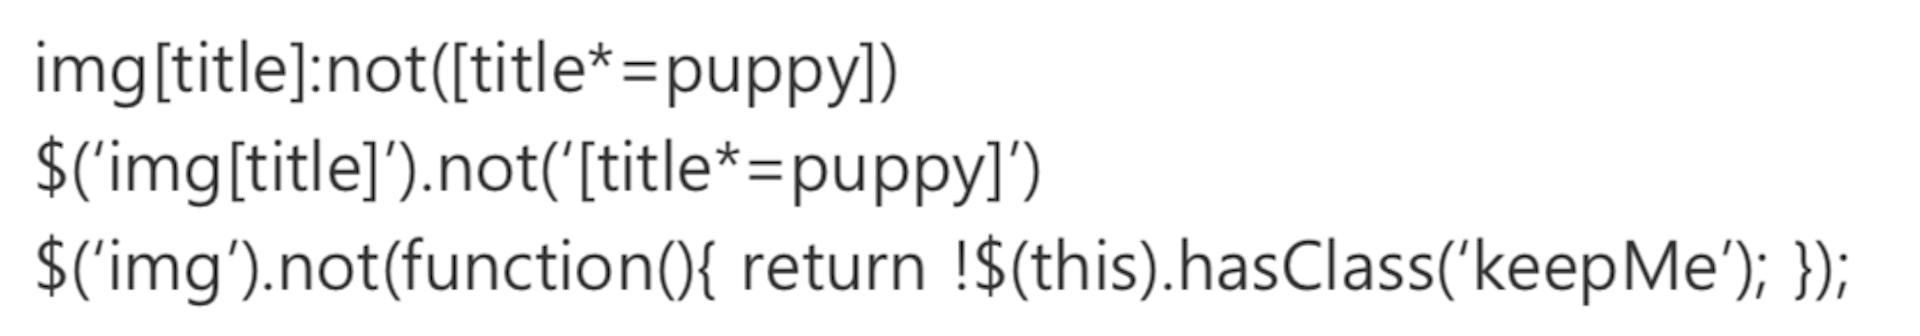 img[title]:not([title*=puppy])
$(‘img[title]’).not(‘[title*=puppy]’)
$(‘img’).not(function(){ return !$(this).hasClass(‘keepMe’); });